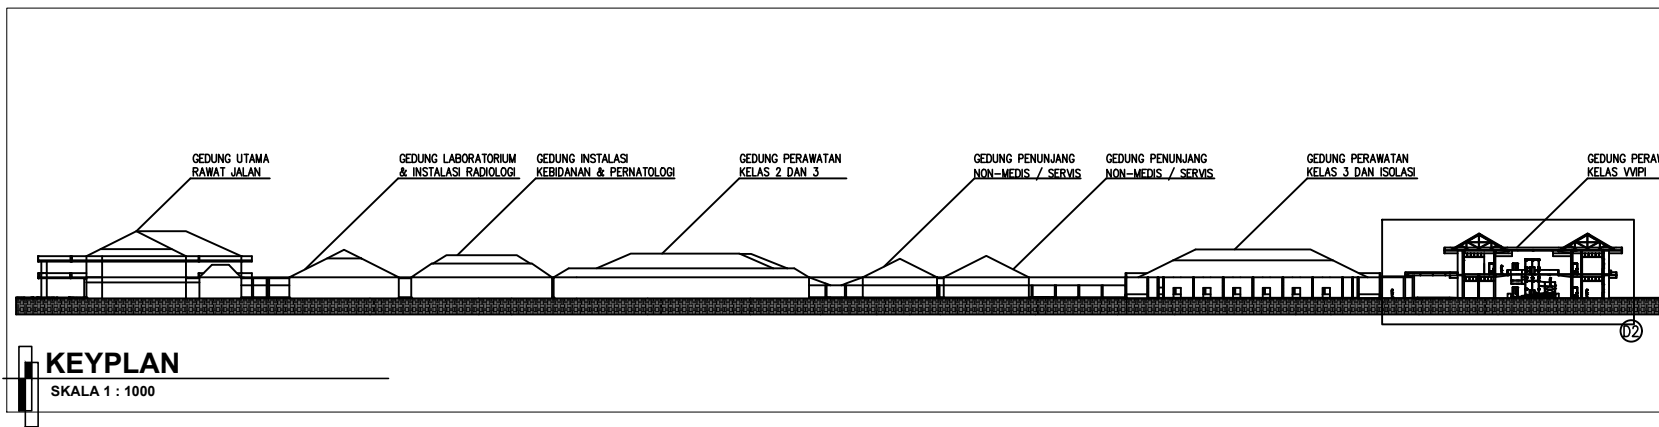 GEDUNG UTAMA
RAWAT JALAN
GEDUNG LABORATORIUM
& INSTALASI RADIOLOGI
GEDUNG INSTALASI
KEBIDANAN & PERNATOLOGI
GEDUNG PERAWATAN
KELAS 2 DAN 3
GEDUNG PENUNJANG
NON-MEDIS / SERVIS
GEDUNG PENUNJANG
NON-MEDIS / SERVIS
GEDUNG PERAWATAN
KELAS 3 DAN ISOLASI
GEDUNG PERAW
KELAS VVIPI
D2
KEYPLAN
SKALA 1 : 1000